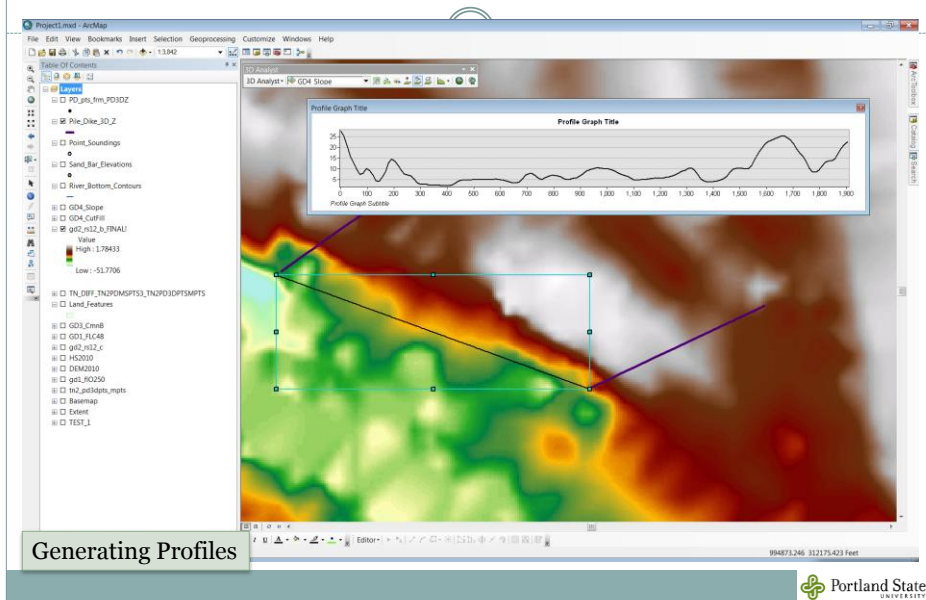 Project1.mxd - ArcMap
File Edit View Bookmarks Insert Selection Geoprocessing Customize Windows Help
1:3,842
Table Of Contents
Layers
PD_pts_frm_PD3DZ
Pile_Dike_3D_Z
Point_Soundings
Sand_Bar_Elevations
River_Bottom_Contours
GD4_Slope
GD4_CutFill
Value
High : 1.78433
Low : -51.7706
TN_DIFF_TN2PDMSPTS3_TN2PD3DPTSMPTS
Land_Features
GD3_CmnB
GD1_FLC48
gd2_rs12_c
HS2010
DEM2010
tn2_pd3dpts_mpts
Basemap
Extent
TEST_1
3D Analyst
3D Analyst GD4 Slope
Profile Graph Title
Profile Graph Title
25
20
15
10
5
0 100 200 300 400 500 600 700 800 900 1,000 1,100 1,200 1,300 1,400 1,500 1,600 1,700 1,800 1,900
Profile Graph Subtitle
ArcToolbox
Catalog
Search
Editor
994873.246 312175.423 Feet
Generating Profiles
Portland State
UNIVERSITY